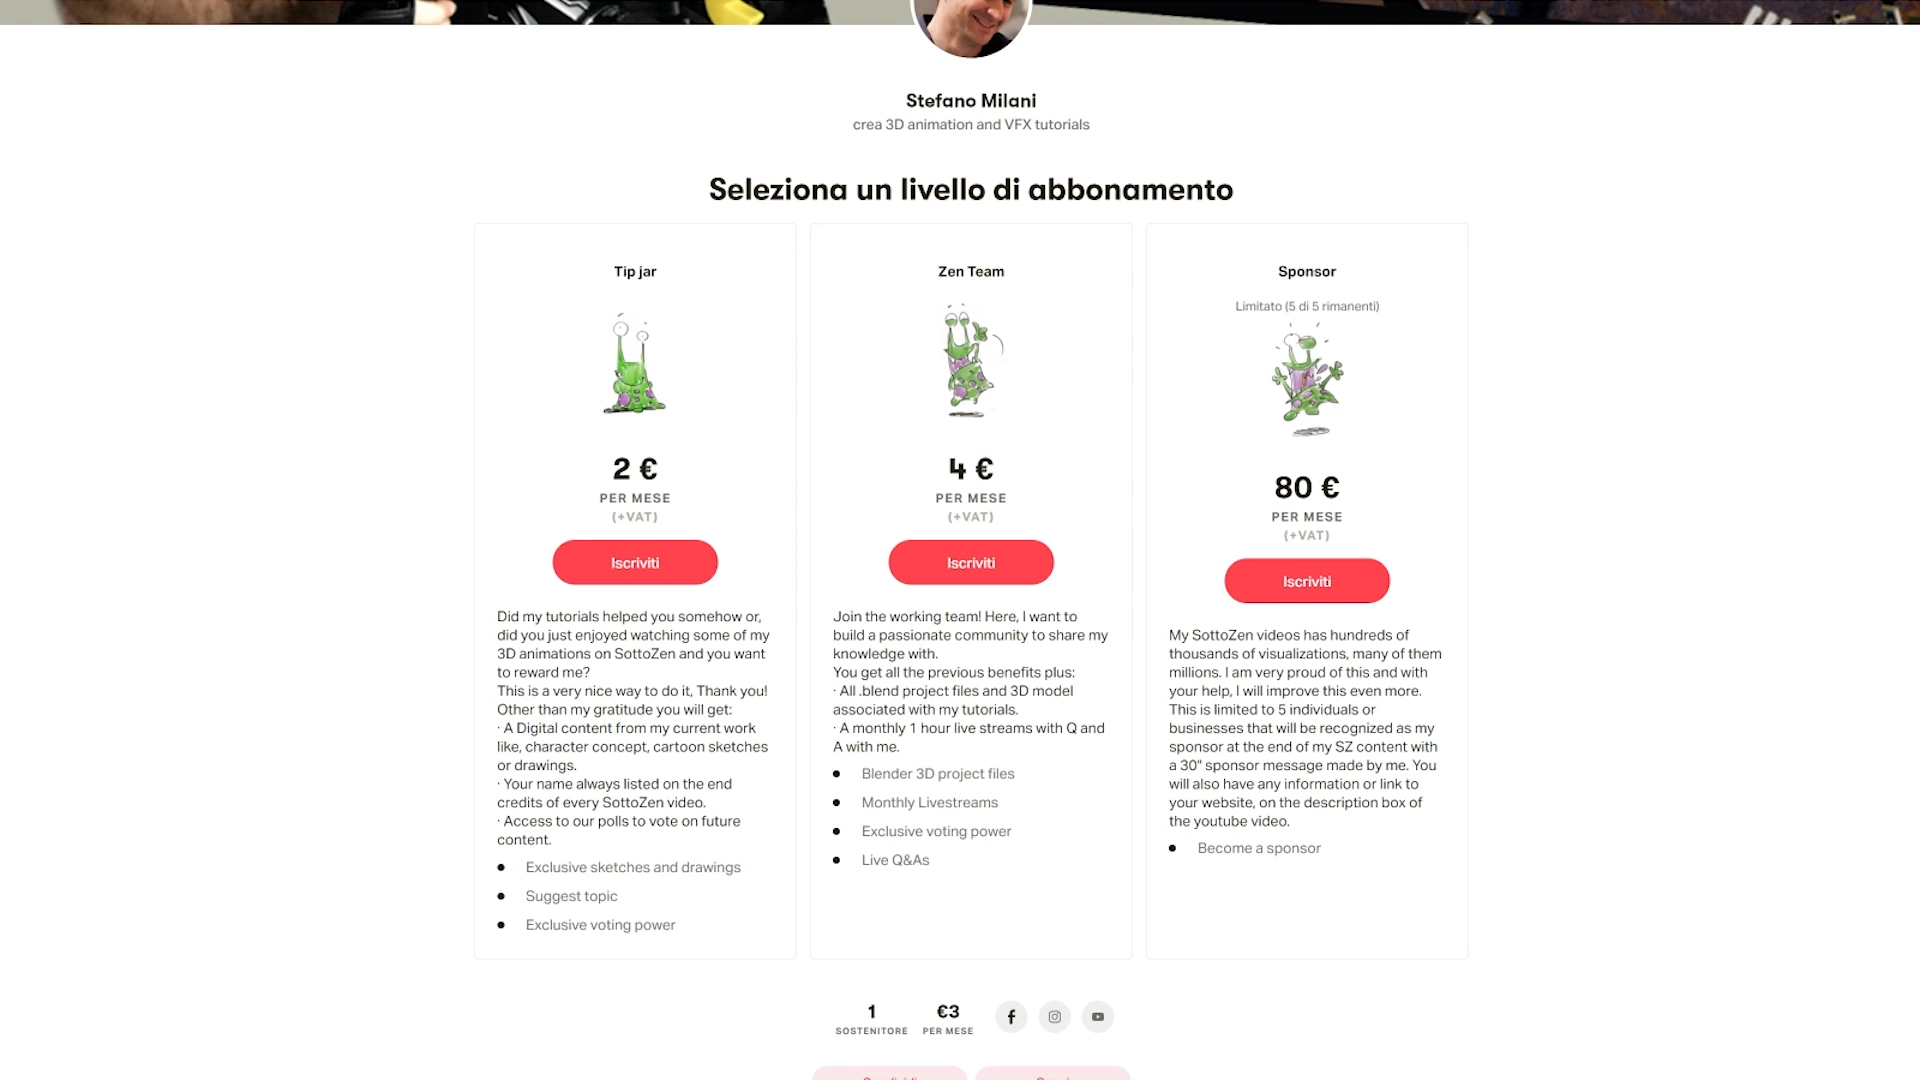 Stefano Milani
crea 3D animation and VFX tutorials
Seleziona un livello di abbonamento
Tip jar
2 €
PER MESE
(+VAT)
Iscriviti
Did my tutorials helped you somehow or,
did you just enjoyed watching some of my
3D animations on SottoZen and you want
to reward me?
This is a very nice way to do it, Thank you!
Other than my gratitude you will get:
· A Digital content from my current work
like, character concept, cartoon sketches
or drawings.
· Your name always listed on the end
credits of every SottoZen video.
· Access to our polls to vote on future
content.
Exclusive sketches and drawings
Suggest topic
Exclusive voting power
Zen Team
4 €
PER MESE
(+VAT)
Iscriviti
Join the working team! Here, I want to
build a passionate community to share my
knowledge with.
You get all the previous benefits plus:
· All .blend project files and 3D model
associated with my tutorials.
· A monthly 1 hour live streams with Q and
A with me.
Blender 3D project files
Monthly Livestreams
Exclusive voting power
Live Q&As
Sponsor
Limitato (5 di 5 rimanenti)
80 €
PER MESE
(+VAT)
Iscriviti
My SottoZen videos has hundreds of
thousands of visualizations, many of them
millions. I am very proud of this and with
your help, I will improve this even more.
This is limited to 5 individuals or
businesses that will be recognized as my
sponsor at the end of my SZ content with
a 30" sponsor message made by me. You
will also have any information or link to
your website, on the description box of
the youtube video.
Become a sponsor
1
SOSTENITORE
€3
PER MESE